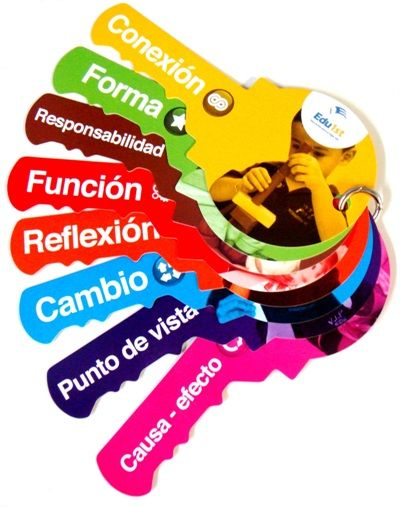 Conexión
Edu1st
Forma
Responsabilidad
Función
Reflexión
Cambio
Punto de vista
Causa - efecto